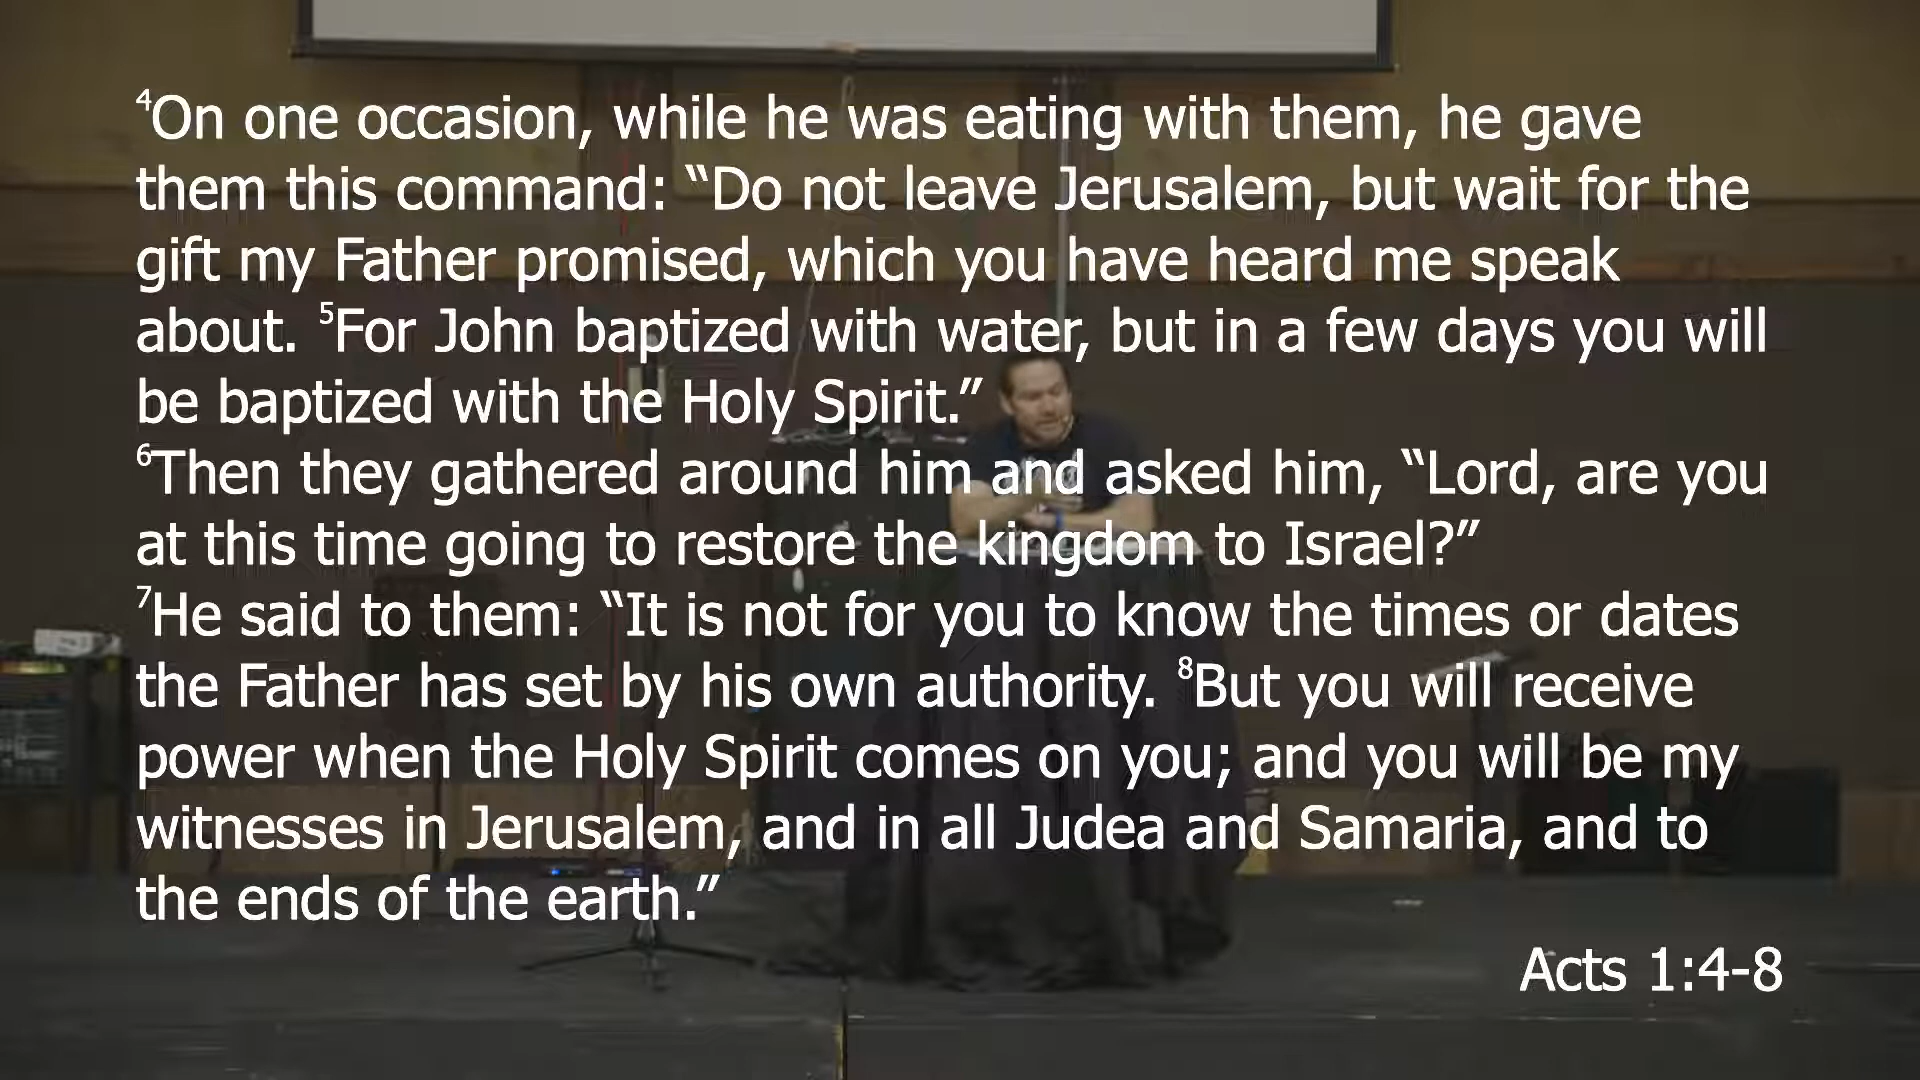 ⁴On one occasion, while he was eating with them, he gave
them this command: “Do not leave Jerusalem, but wait for the
gift my Father promised, which you have heard me speak
about. ⁵For John baptized with water, but in a few days you will
be baptized with the Holy Spirit.”
⁶Then they gathered around him and asked him, “Lord, are you
at this time going to restore the kingdom to Israel?”
⁷He said to them: “It is not for you to know the times or dates
the Father has set by his own authority. ⁸But you will receive
power when the Holy Spirit comes on you; and you will be my
witnesses in Jerusalem, and in all Judea and Samaria, and to
the ends of the earth.”
Acts 1:4-8